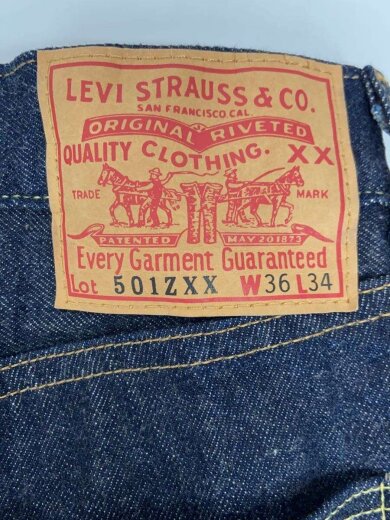 LEVI STRAUSS & CO.
SAN FRANCISCO CAL.
ORIGINAL RIVETED
QUALITY CLOTHING. XX
TRADE MARK
PATENTED MAY 20 1873
Every Garment Guaranteed
Lot 501ZXX W36 L34